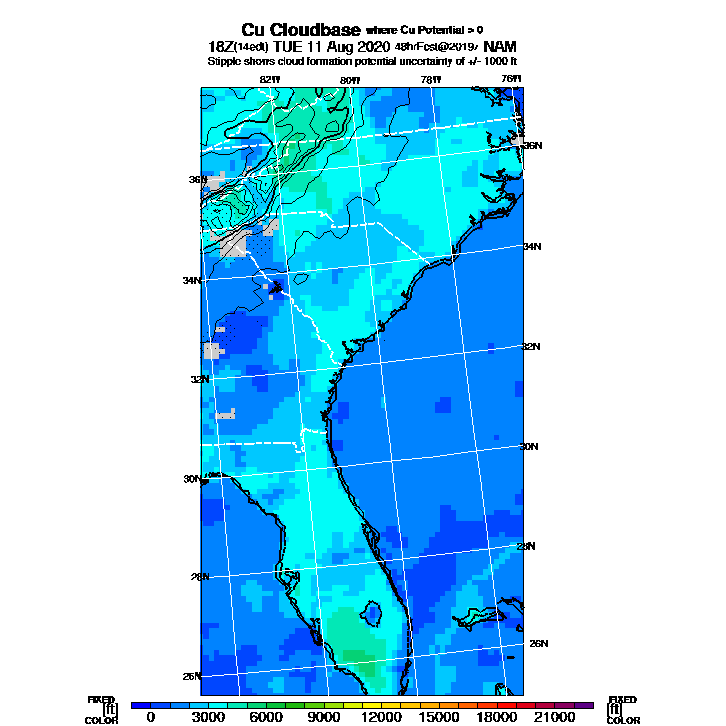 Cu Cloudbase where Cu Potential > 0
18Z(14edt) TUE 11 Aug 2020 48hrFcst@2019z NAM
Stipple shows cloud formation potential uncertainty of +/- 1000 ft
82W 80W 78W 76W
36N
36N
34N
34N
32N
32N
30N
30N
28N
28N
26N
26N
FIXED [ft] COLOR
0 3000 6000 9000 12000 15000 18000 21000
FIXED [ft] COLOR